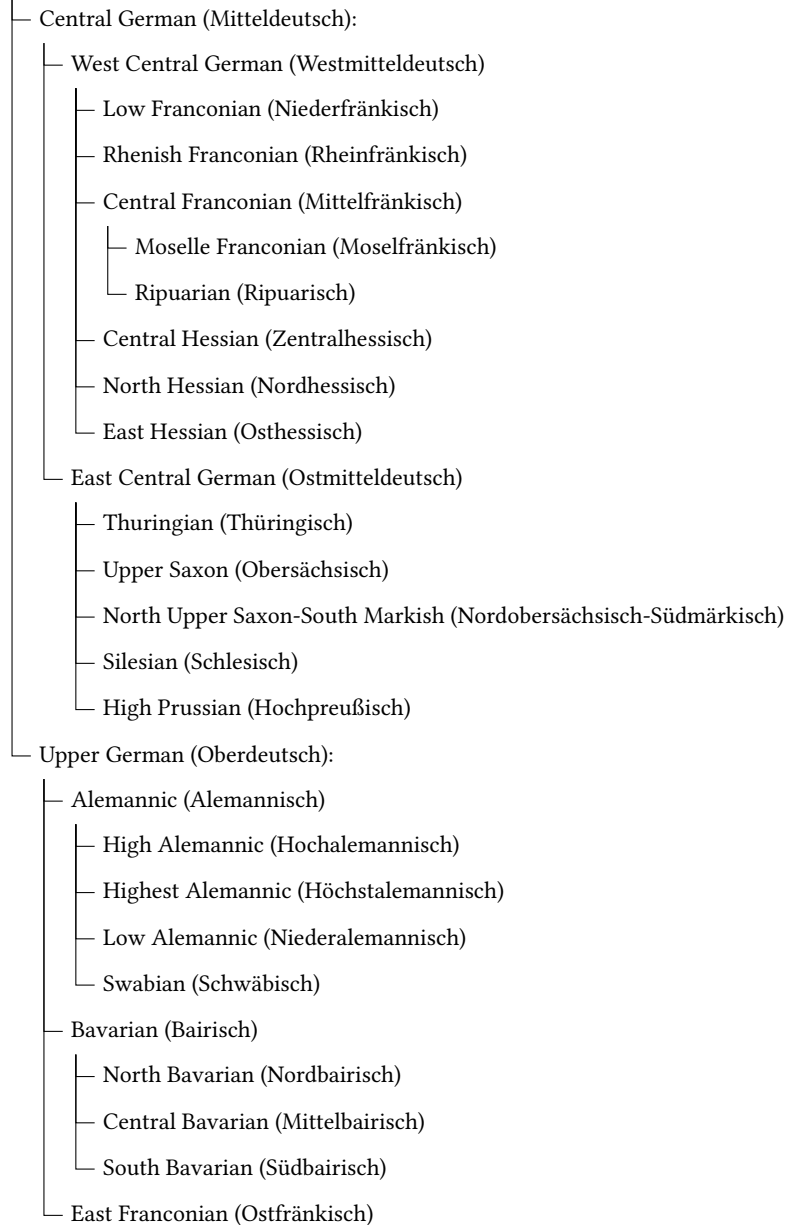 Central German (Mitteldeutsch):
West Central German (Westmitteldeutsch)
Low Franconian (Niederfränkisch)
Rhenish Franconian (Rheinfränkisch)
Central Franconian (Mittelfränkisch)
Moselle Franconian (Moselfränkisch)
Ripuarian (Ripuarisch)
Central Hessian (Zentralhessisch)
North Hessian (Nordhessisch)
East Hessian (Osthessisch)
East Central German (Ostmitteldeutsch)
Thuringian (Thüringisch)
Upper Saxon (Obersächsisch)
North Upper Saxon-South Markish (Nordobersächsisch-Südmärkisch)
Silesian (Schlesisch)
High Prussian (Hochpreußisch)
Upper German (Oberdeutsch):
Alemannic (Alemannisch)
High Alemannic (Hochalemannisch)
Highest Alemannic (Höchstalemannisch)
Low Alemannic (Niederalemannisch)
Swabian (Schwäbisch)
Bavarian (Bairisch)
North Bavarian (Nordbairisch)
Central Bavarian (Mittelbairisch)
South Bavarian (Südbairisch)
East Franconian (Ostfränkisch)